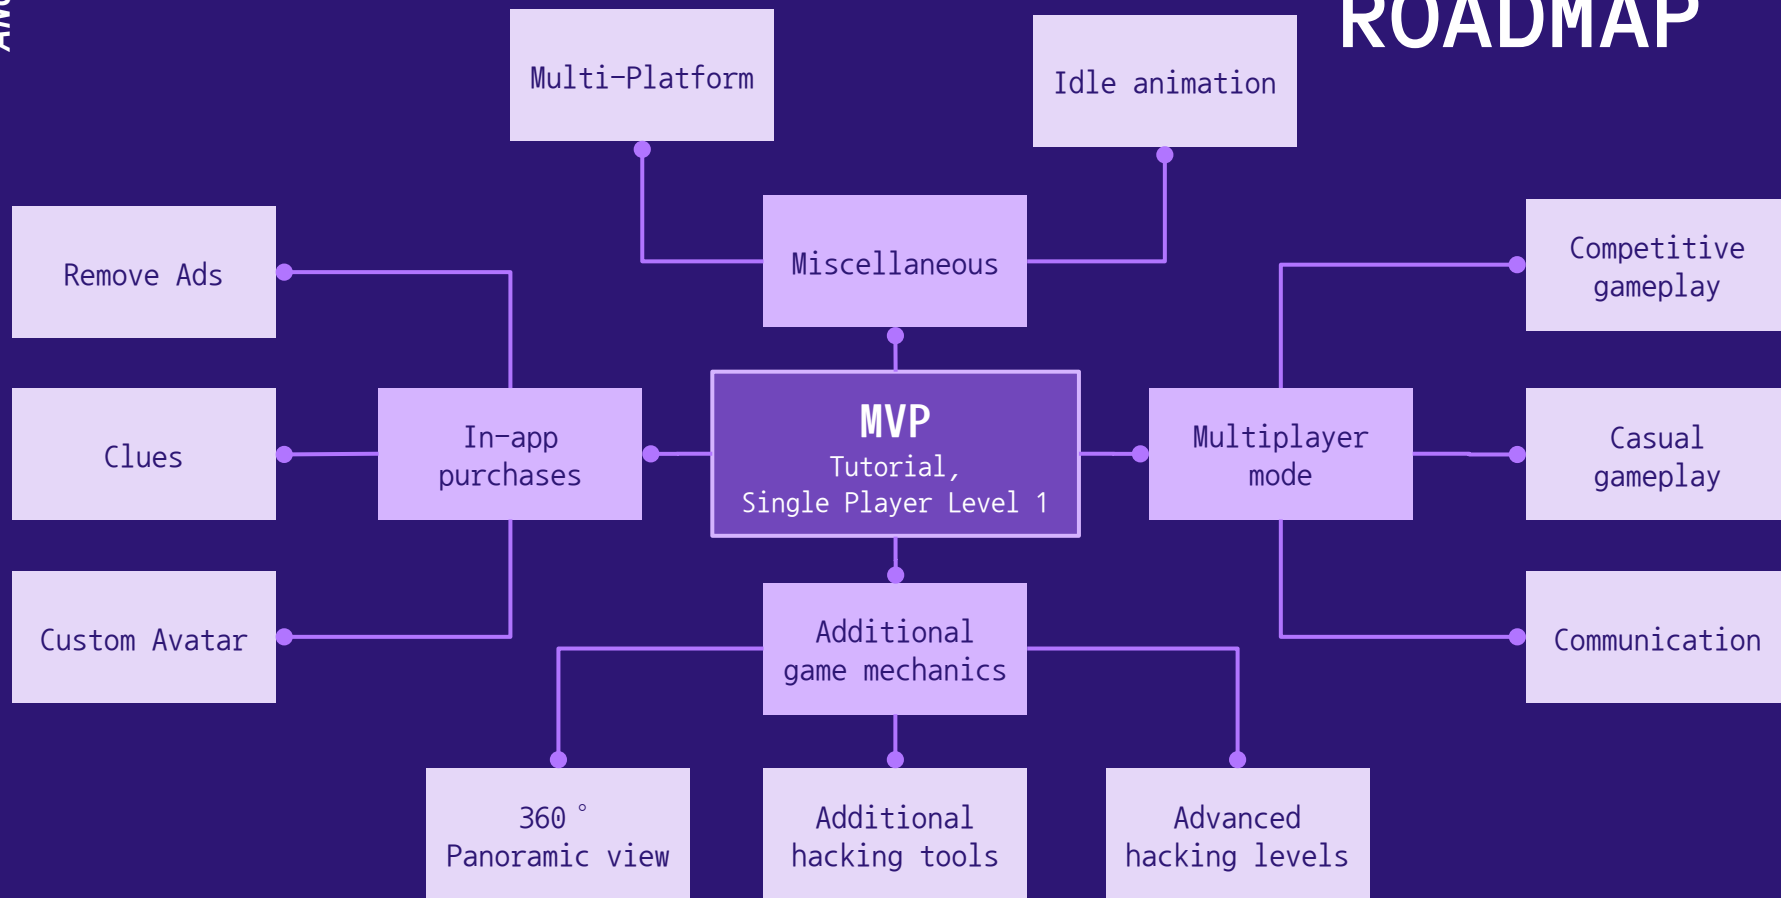 ROADMAP
Multi-Platform
Idle animation
Miscellaneous
Remove Ads
Competitive
gameplay
Clues
In-app
purchases
MVP
Tutorial,
Single Player Level 1
Multiplayer
mode
Casual
gameplay
Custom Avatar
Additional
game mechanics
Communication
360°
Panoramic view
Additional
hacking tools
Advanced
hacking levels